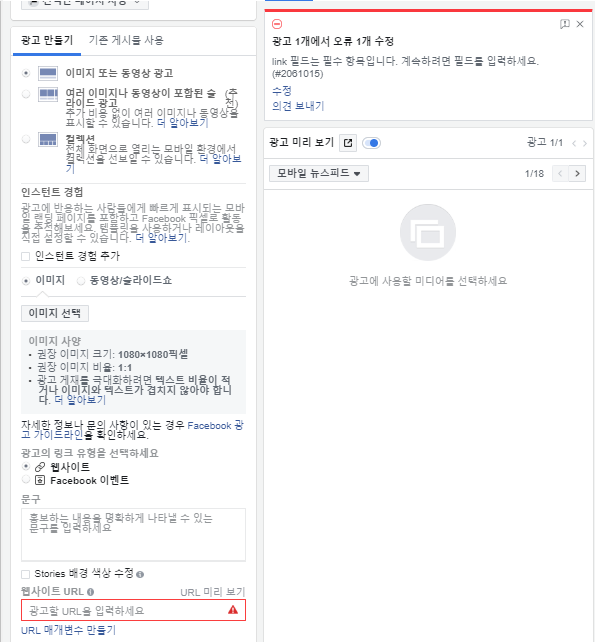 광고 만들기 기존 게시물 사용
이미지 또는 동영상 광고
여러 이미지나 동영상이 포함된 슬라이드 광고 (추천)
추가 비용 없이 여러 이미지나 동영상을
표시할 수 있습니다. 더 알아보기
컬렉션
전체 화면으로 열리는 모바일 환경에서
컬렉션을 선보일 수 있습니다. 더 알아보
기
인스턴트 경험
광고에 반응하는 사람들에게 빠르게 표시되는 모바
일 랜딩 페이지를 포함하고 Facebook 픽셀로 활동
을 추적해보세요. 템플릿을 사용하거나 레이아웃을
직접 설정할 수 있습니다. 더 알아보기.
인스턴트 경험 추가
이미지 동영상/슬라이드쇼
이미지 선택
이미지 사양
• 권장 이미지 크기: 1080×1080픽셀
• 권장 이미지 비율: 1:1
• 광고 게재를 극대화하려면 텍스트 비율이 적
거나 이미지와 텍스트가 겹치지 않아야 합니
다. 더 알아보기
자세한 정보나 문의 사항이 있는 경우 Facebook 광
고 가이드라인을 확인하세요.
광고의 링크 유형을 선택하세요
웹사이트
Facebook 이벤트
문구
홍보하는 내용을 명확하게 나타낼 수 있는
문구를 입력하세요
Stories 배경 색상 수정
웹사이트 URL URL 미리 보기
광고할 URL을 입력하세요
URL 매개변수 만들기
광고 1개에서 오류 1개 수정
link 필드는 필수 항목입니다. 계속하려면 필드를 입력하세요.
(#2061015)
수정
의견 보내기
광고 미리 보기 광고 1/1
모바일 뉴스피드 1/18
광고에 사용할 미디어를 선택하세요